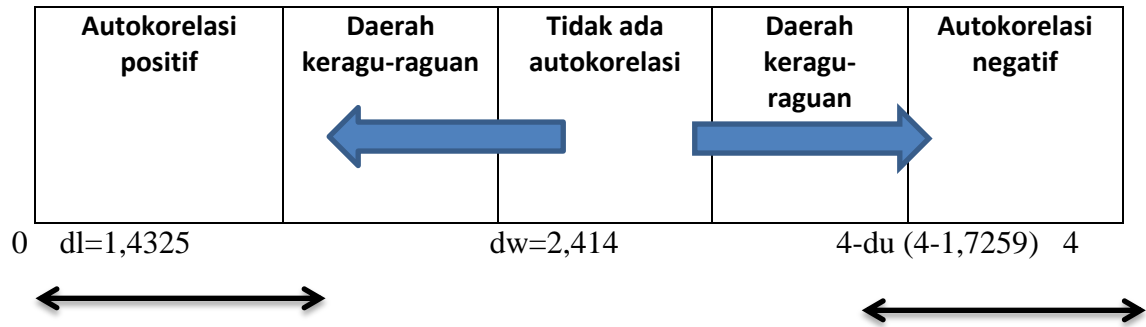 Autokorelasi
positif
Daerah
keragu-raguan
Tidak ada
autokorelasi
Daerah
keragu-
raguan
Autokorelasi
negatif
0 dl=1,4325 dw=2,414 4-du (4-1,7259) 4